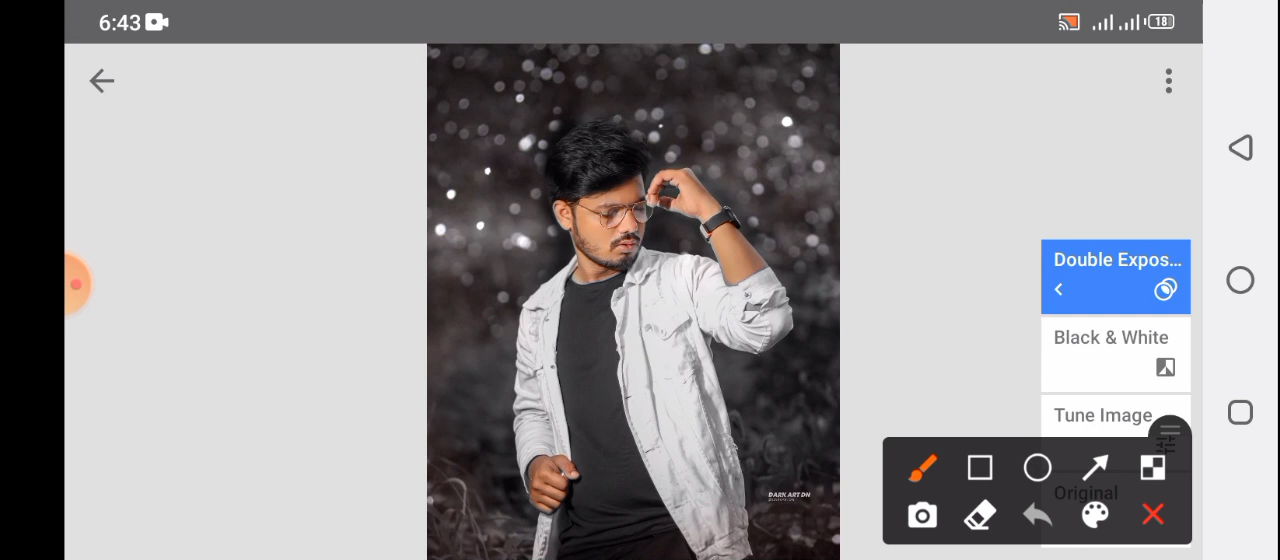 6:43
18
Double Expos...
Black & White
Tune Image
Original
DARK ART DN